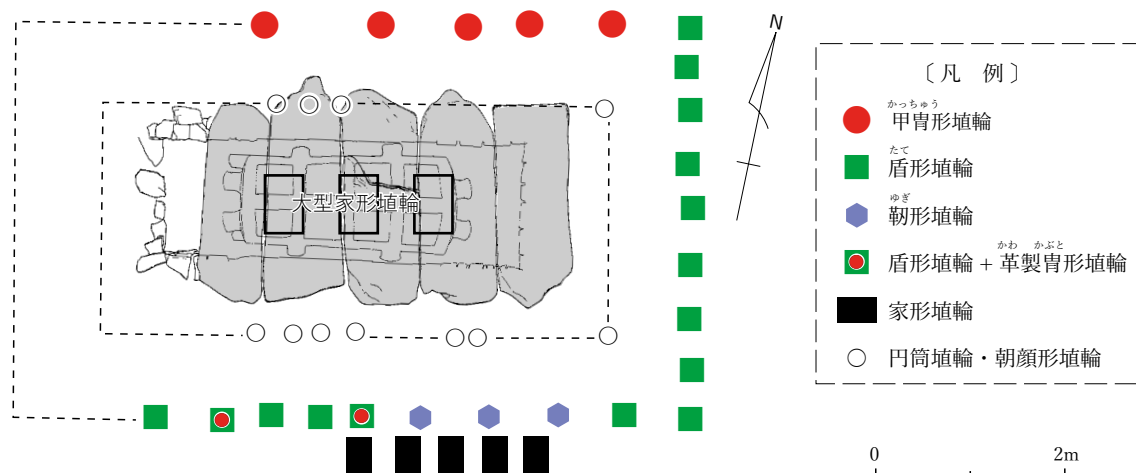 N
大型家形埴輪
〔凡 例〕
かっちゅう
甲冑形埴輪
たて
盾形埴輪
ゆぎ
靭形埴輪
かわ かぶと
盾形埴輪 + 革製冑形埴輪
家形埴輪
円筒埴輪・朝顔形埴輪
0 2m